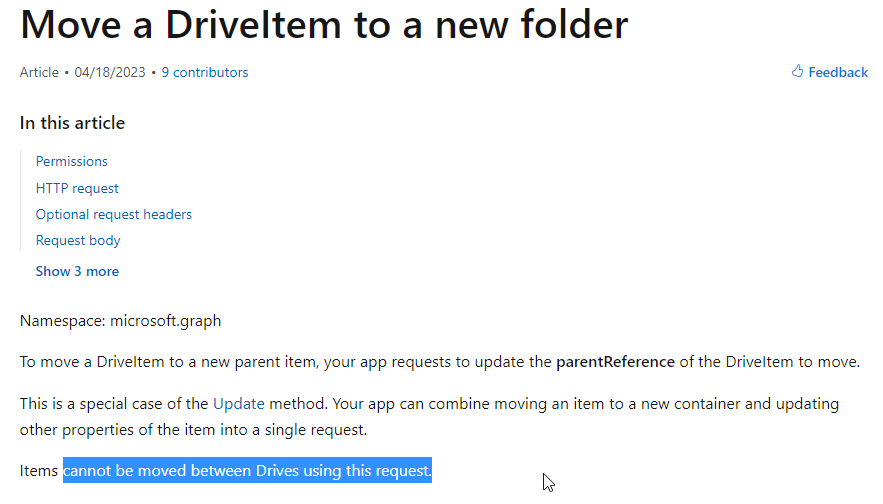 Move a DriveItem to a new folder
Article • 04/18/2023 • 9 contributors
Feedback
In this article
Permissions
HTTP request
Optional request headers
Request body
Show 3 more
Namespace: microsoft.graph
To move a DriveItem to a new parent item, your app requests to update the parentReference of the DriveItem to move.
This is a special case of the Update method. Your app can combine moving an item to a new container and updating
other properties of the item into a single request.
Items cannot be moved between Drives using this request.